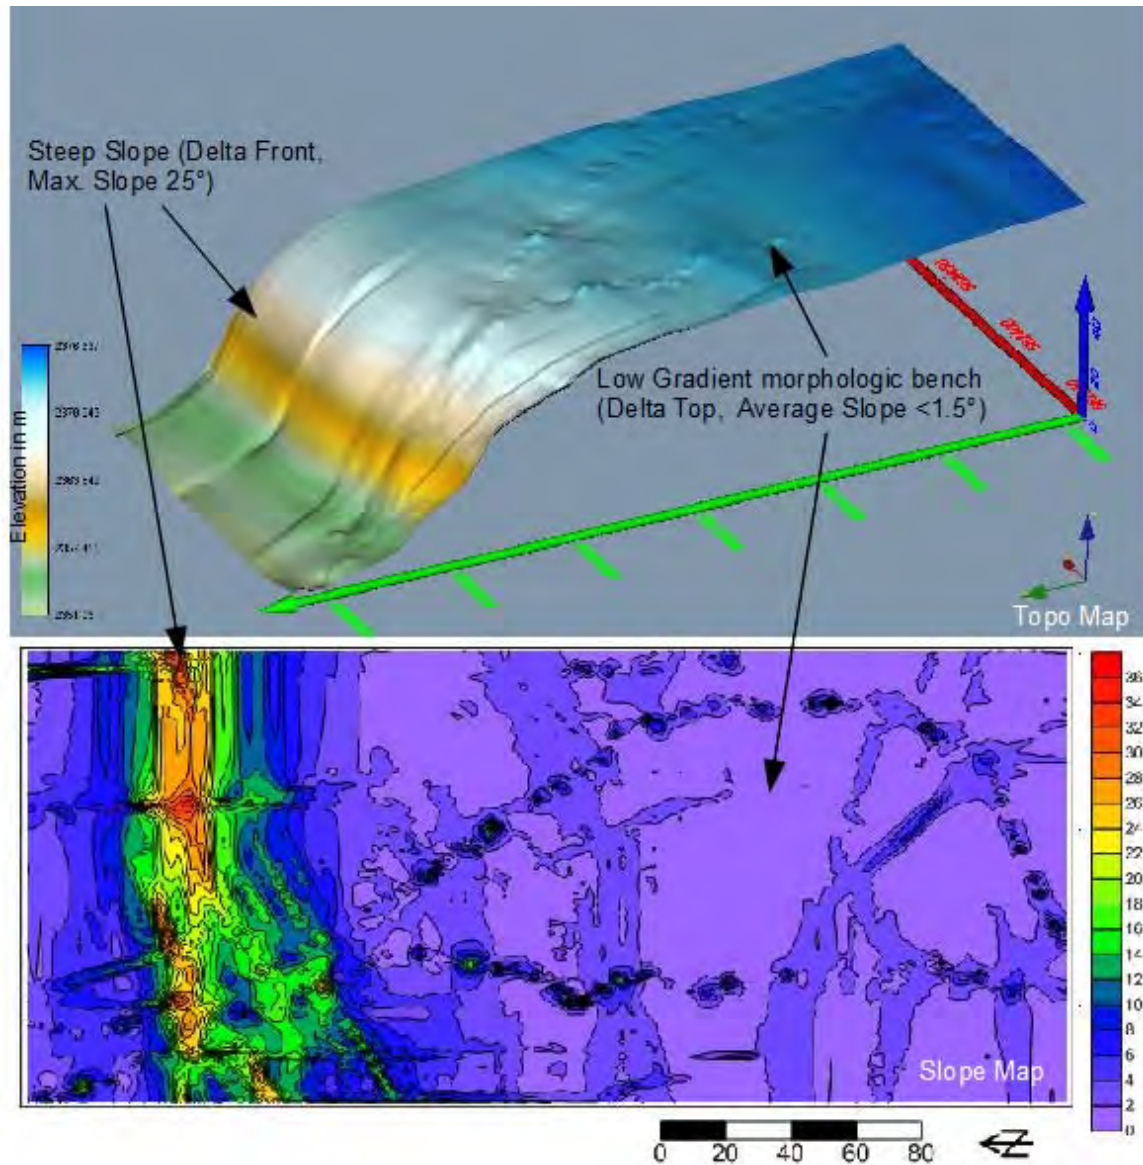 Steep Slope (Delta Front,
Max. Slope 25°)
Low Gradient morphologic bench
(Delta Top, Average Slope <1.5°)
Elevation in m
Topo Map
36
34
32
30
28
26
24
22
20
18
16
14
12
10
8
6
4
2
0
Slope Map
0 20 40 60 80
N